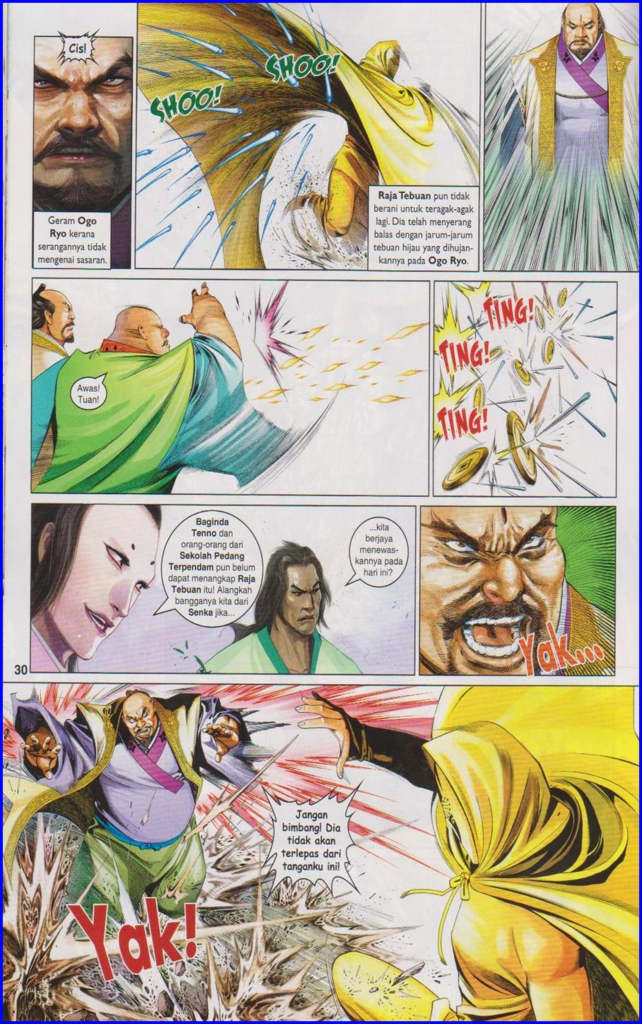 Cis!
Geram Ogo
Ryo kerana
serangannya tidak
mengenai sasaran.
SHOO!
SHOO!
Raja Tebuan pun tidak
berani untuk teragak-agak
lagi. Dia telah menyerang
balas dengan jarum-jarum
tebuan hijau yang dihujan-
kannya pada Ogo Ryo.
Awas!
Tuan!
TING!
TING!
TING!
Baginda
Tenno dan
orang-orang dari
Sekolah Pedang
Terpendam pun belum
dapat menangkap Raja
Tebuan itu! Alangkah
bangganya kita dari
Senka jika...
...kita
berjaya
menewas-
kannya pada
hari ini?
Yak...
30
Jangan
bimbang! Dia
tidak akan
terlepas dari
tanganku ini!
Yak!